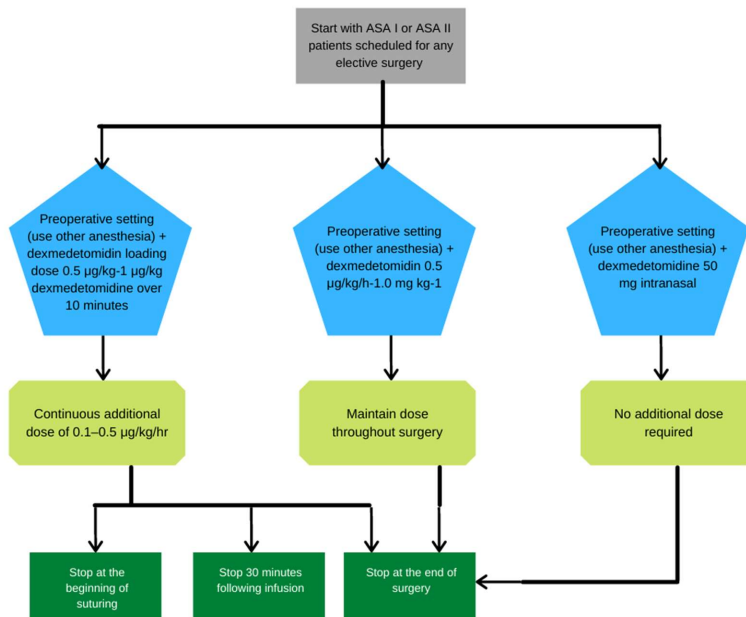 Start with ASA I or ASA II
patients scheduled for any
elective surgery
Preoperative setting
(use other anesthesia) +
dexmedetomidin loading
dose 0.5 μg/kg-1 μg/kg
dexmedetomidine over
10 minutes
Preoperative setting
(use other anesthesia) +
dexmedetomidin 0.5
μg/kg/h-1.0 mg kg-1
Preoperative setting
(use other anesthesia) +
dexmedetomidine 50
mg intranasal
Continuous additional
dose of 0.1–0.5 μg/kg/hr
Maintain dose
throughout surgery
No additional dose
required
Stop at the
beginning of
suturing
Stop 30 minutes
following infusion
Stop at the end of
surgery